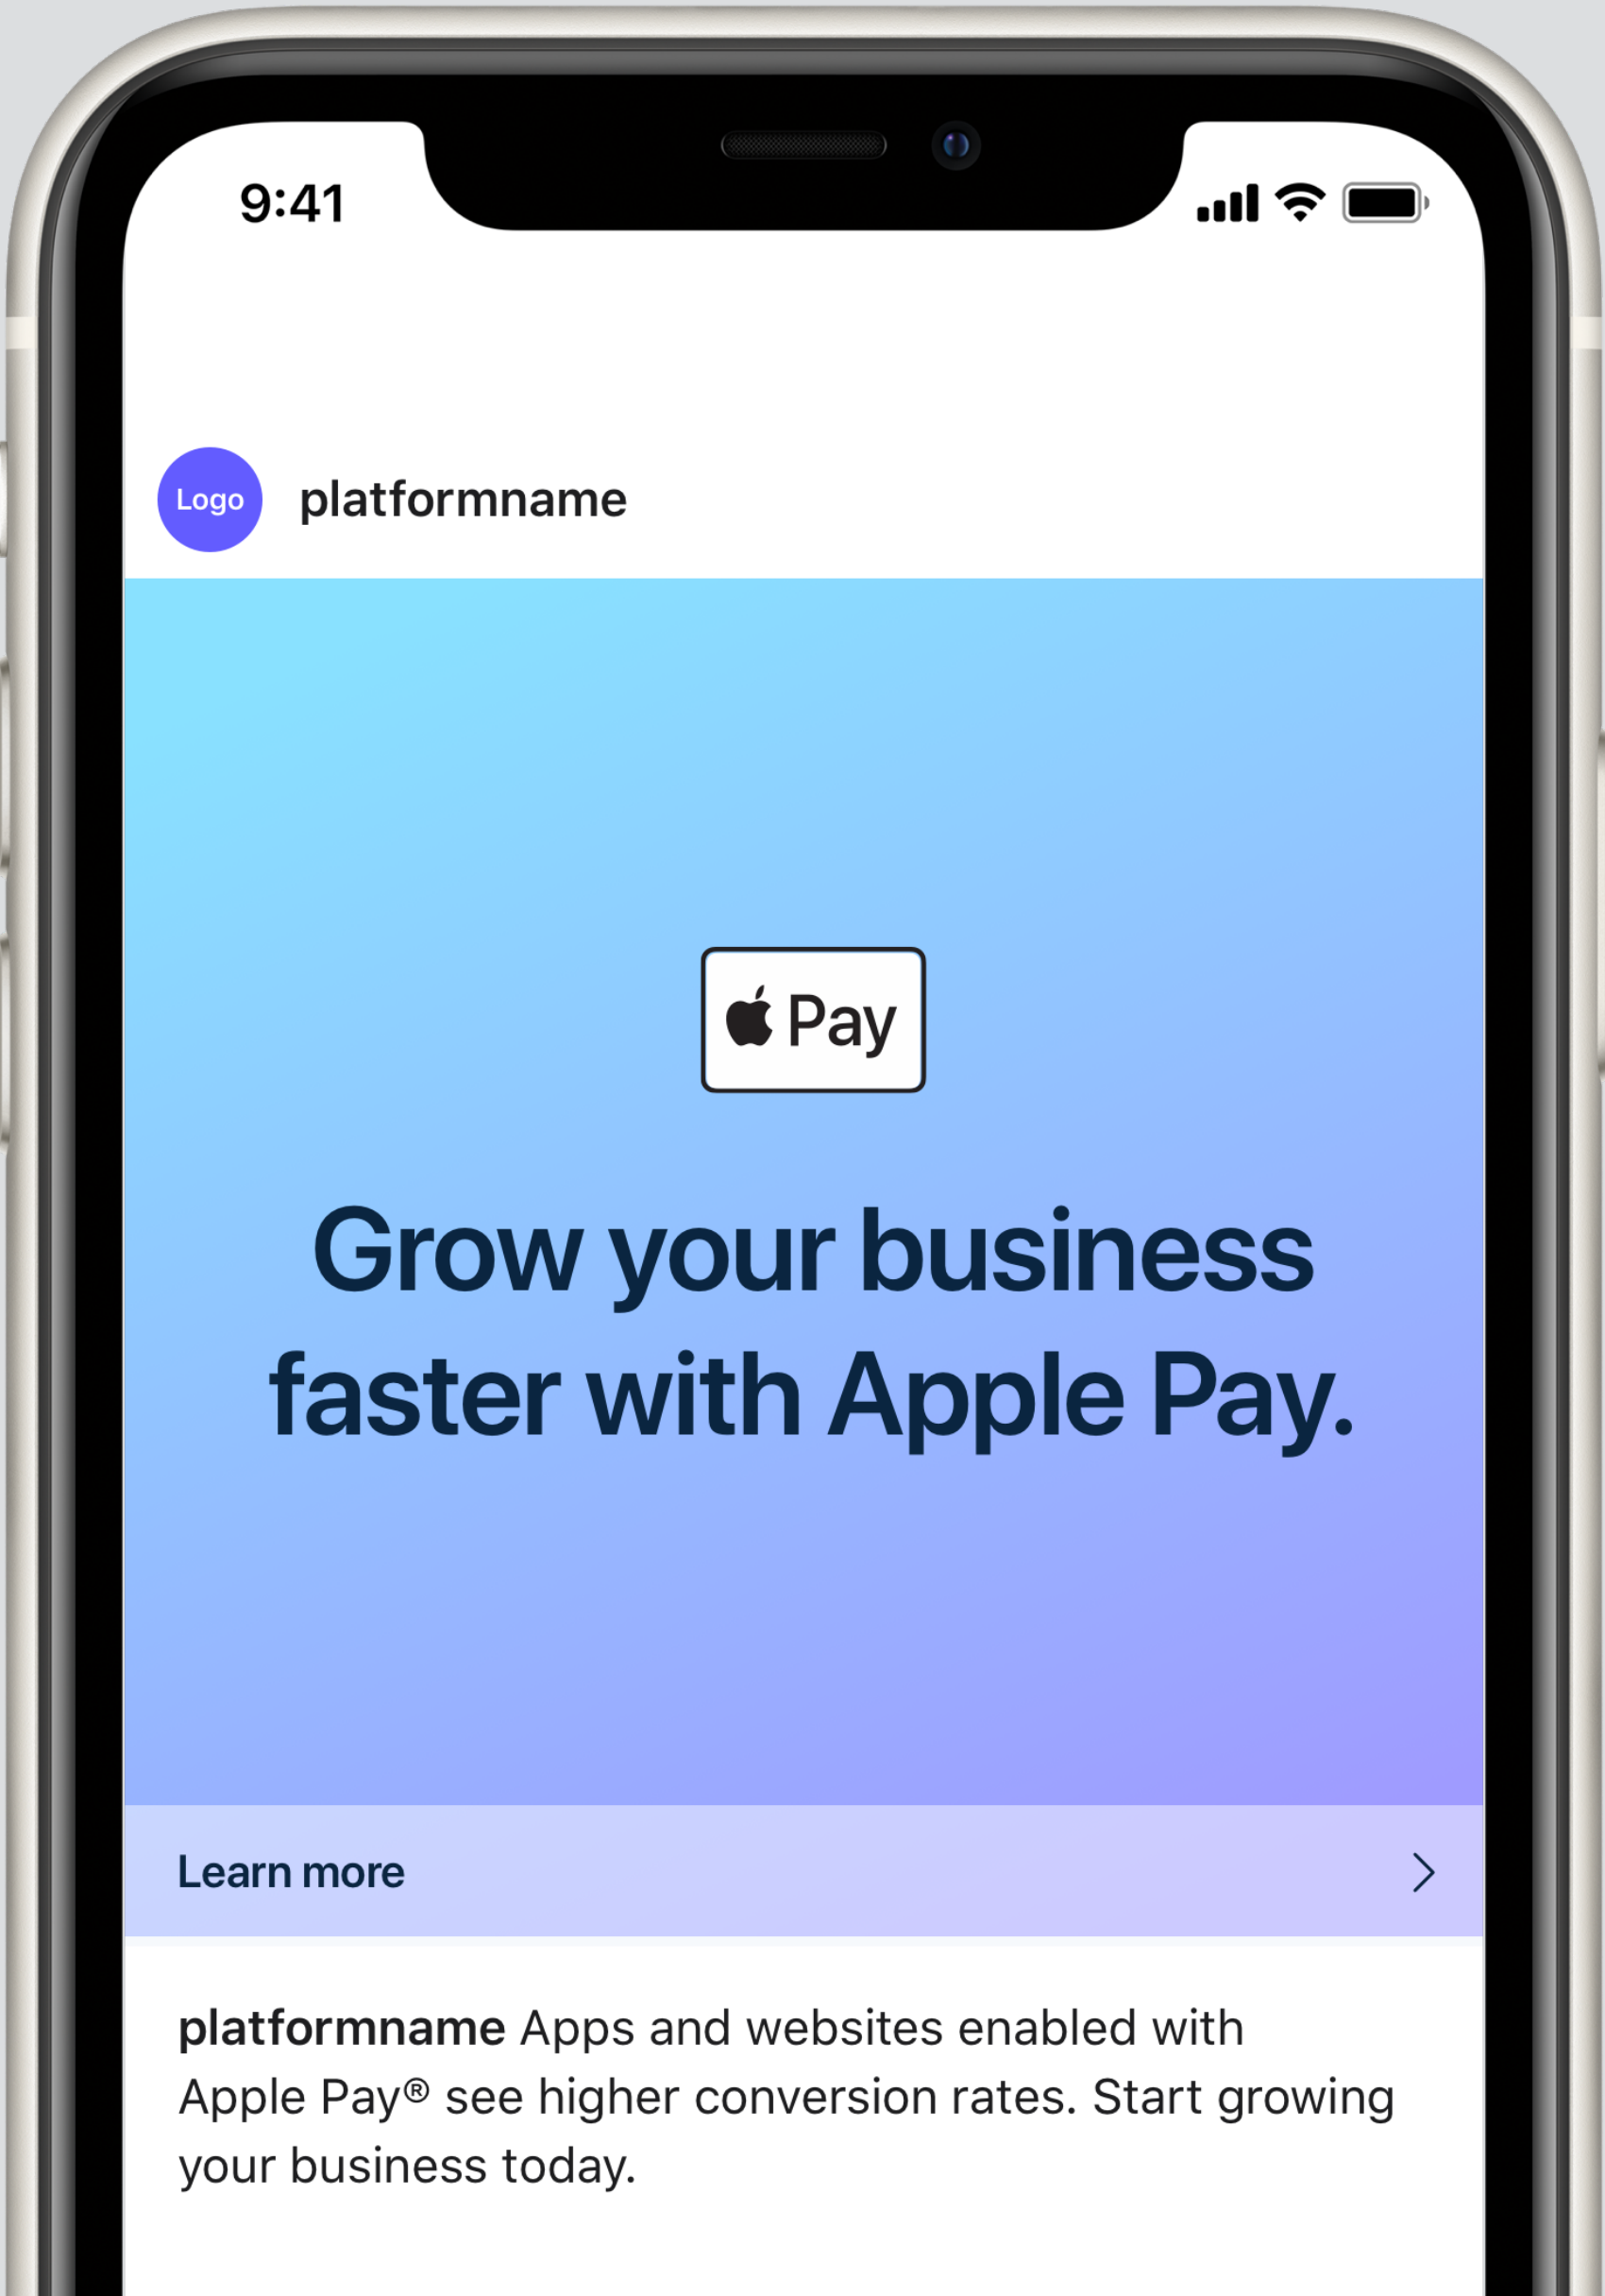 9:41
Logo
platformname
Pay
Grow your business
faster with Apple Pay.
Learn more
platformname Apps and websites enabled with
Apple Pay® see higher conversion rates. Start growing
your business today.